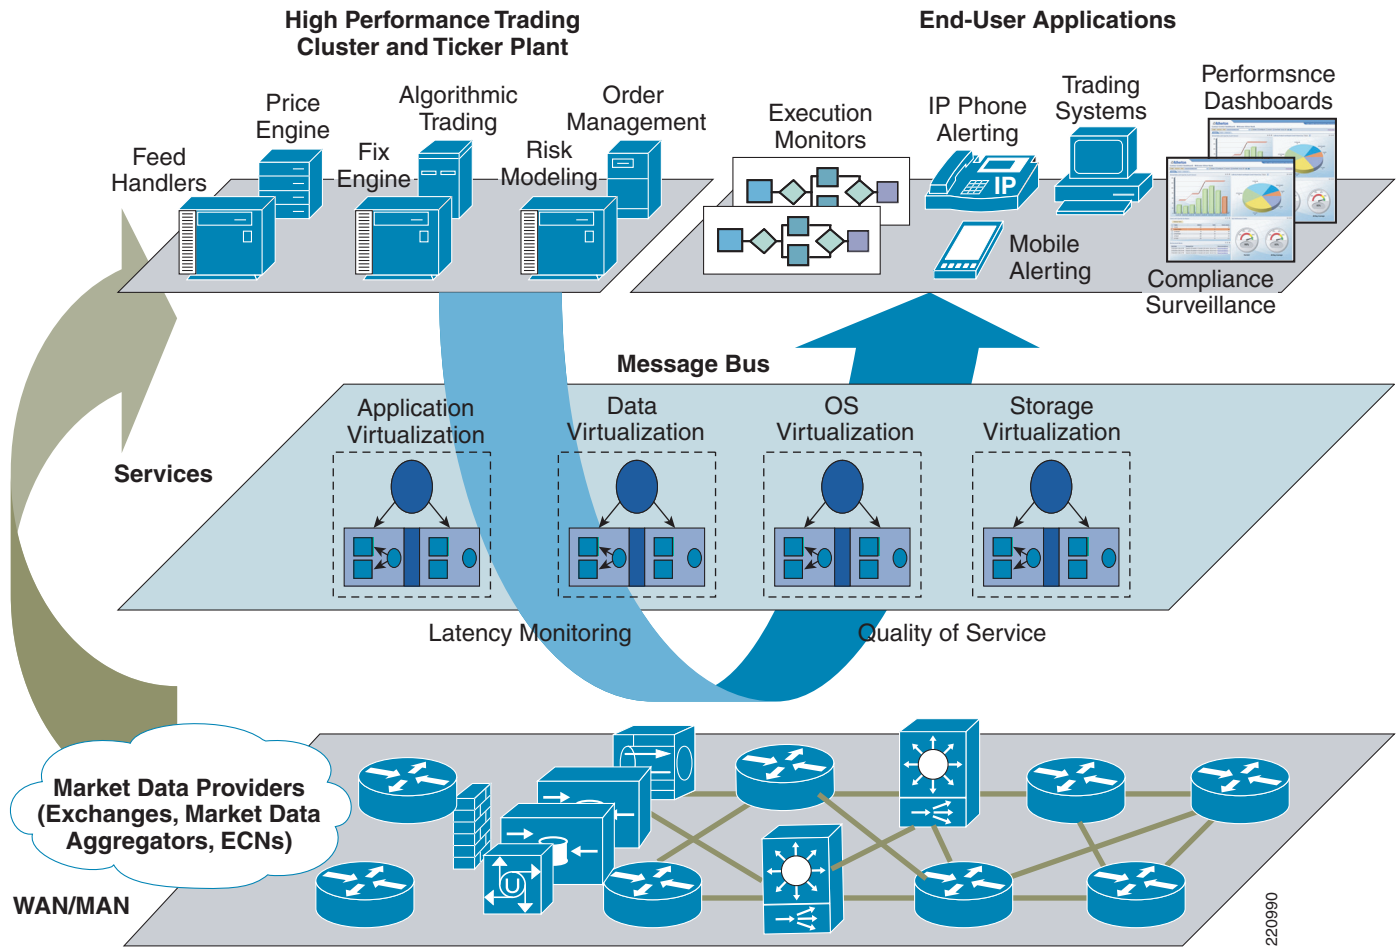 High Performance Trading
Cluster and Ticker Plant
End-User Applications
Price
Engine
Algorithmic
Trading
Order
Management
Feed
Handlers
Fix
Engine
Risk
Modeling
Execution
Monitors
IP Phone
Alerting
IP
Trading
Systems
Performsnce
Dashboards
Mobile
Alerting
Compliance
Surveillance
Message Bus
Services
Application
Virtualization
Data
Virtualization
OS
Virtualization
Storage
Virtualization
Latency Monitoring
Quality of Service
Market Data Providers
(Exchanges, Market Data
Aggregators, ECNs)
U
WAN/MAN
220990